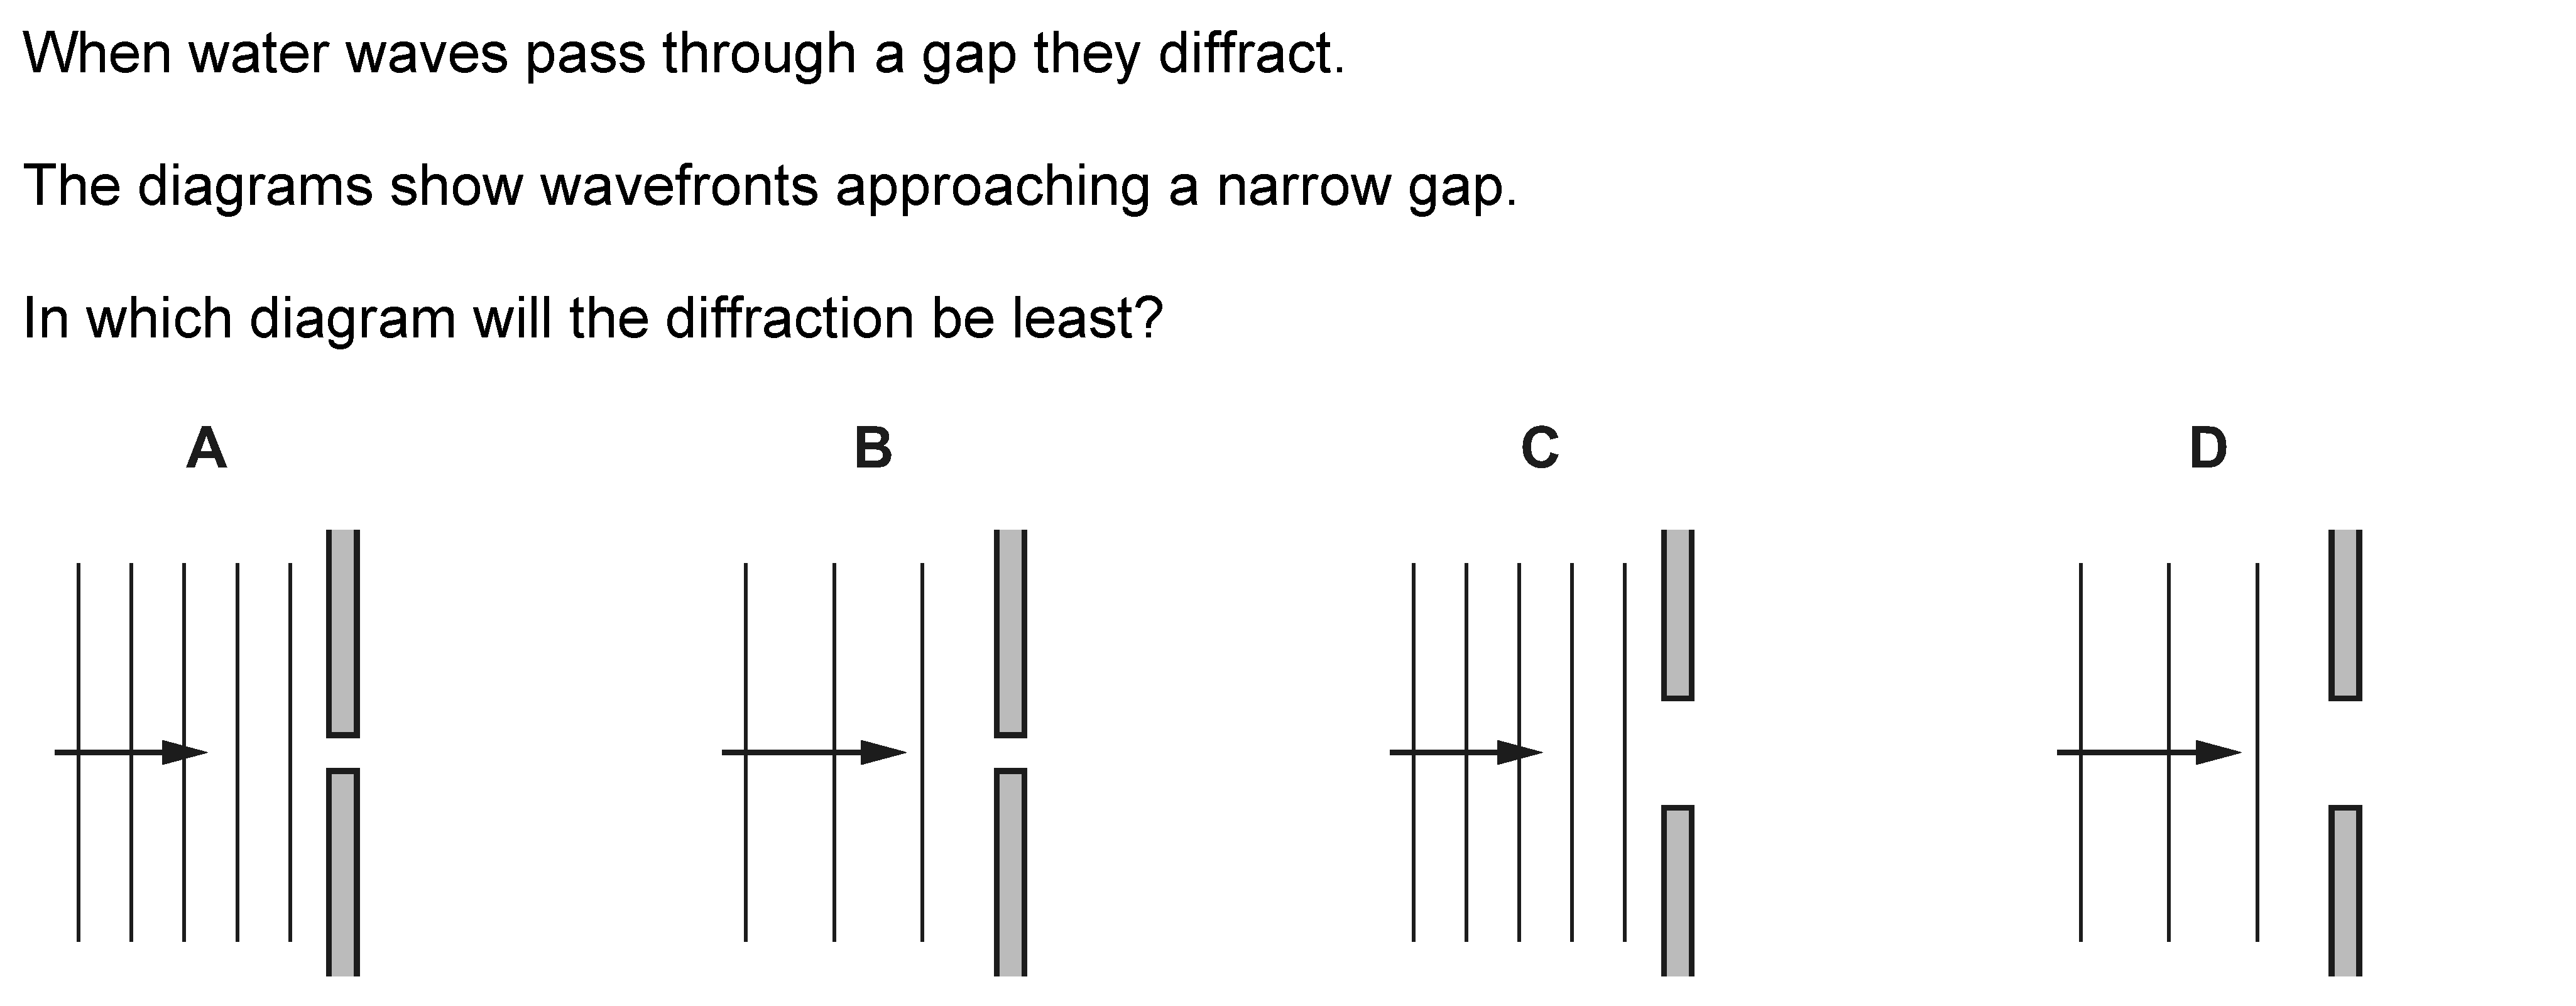 When water waves pass through a gap they diffract.
The diagrams show wavefronts approaching a narrow gap.
In which diagram will the diffraction be least?
A B C D